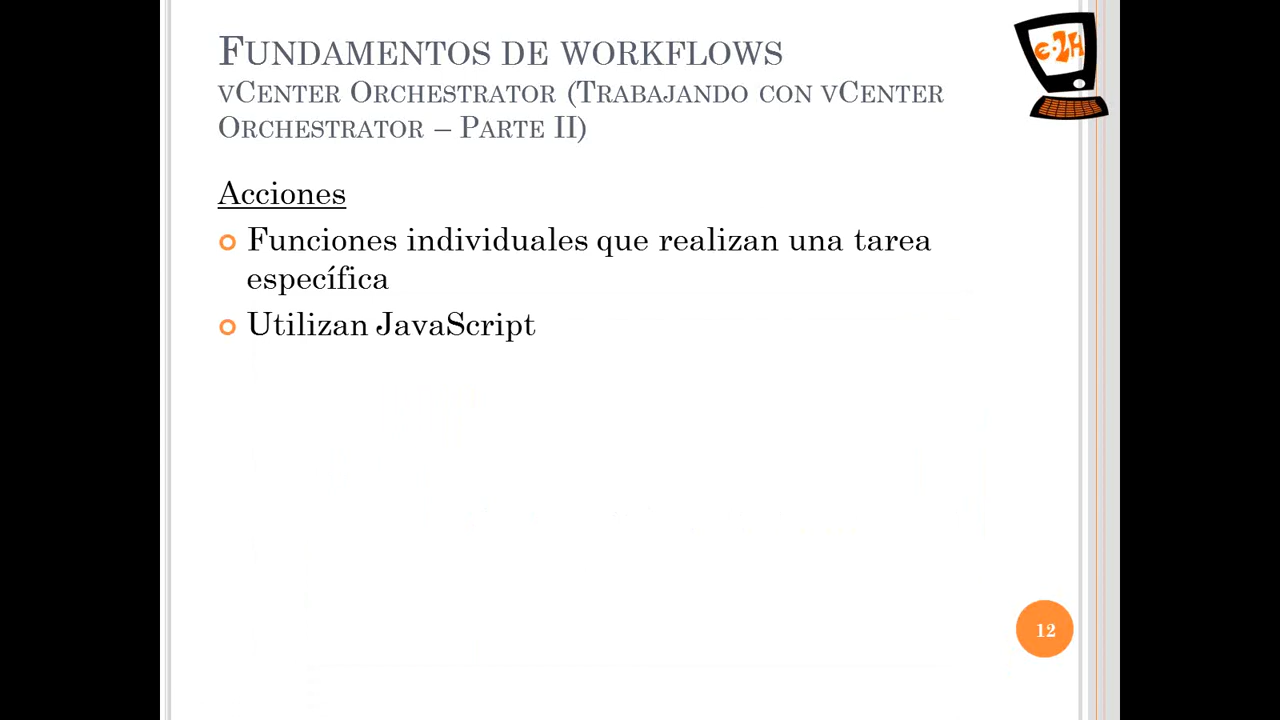 Fundamentos de workflows
vCenter Orchestrator (Trabajando con vCenter
Orchestrator – Parte II)
e-2H
Acciones
Funciones individuales que realizan una tarea
específica
Utilizan JavaScript
12